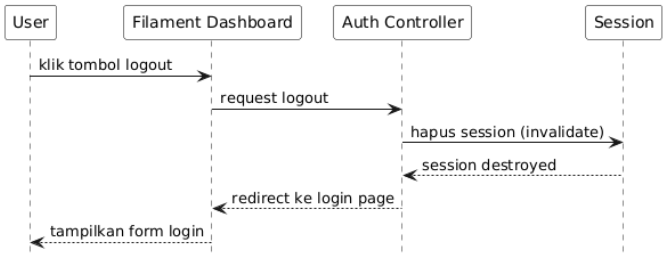 User
Filament Dashboard
Auth Controller
Session
klik tombol logout
request logout
hapus session (invalidate)
session destroyed
redirect ke login page
tampilkan form login